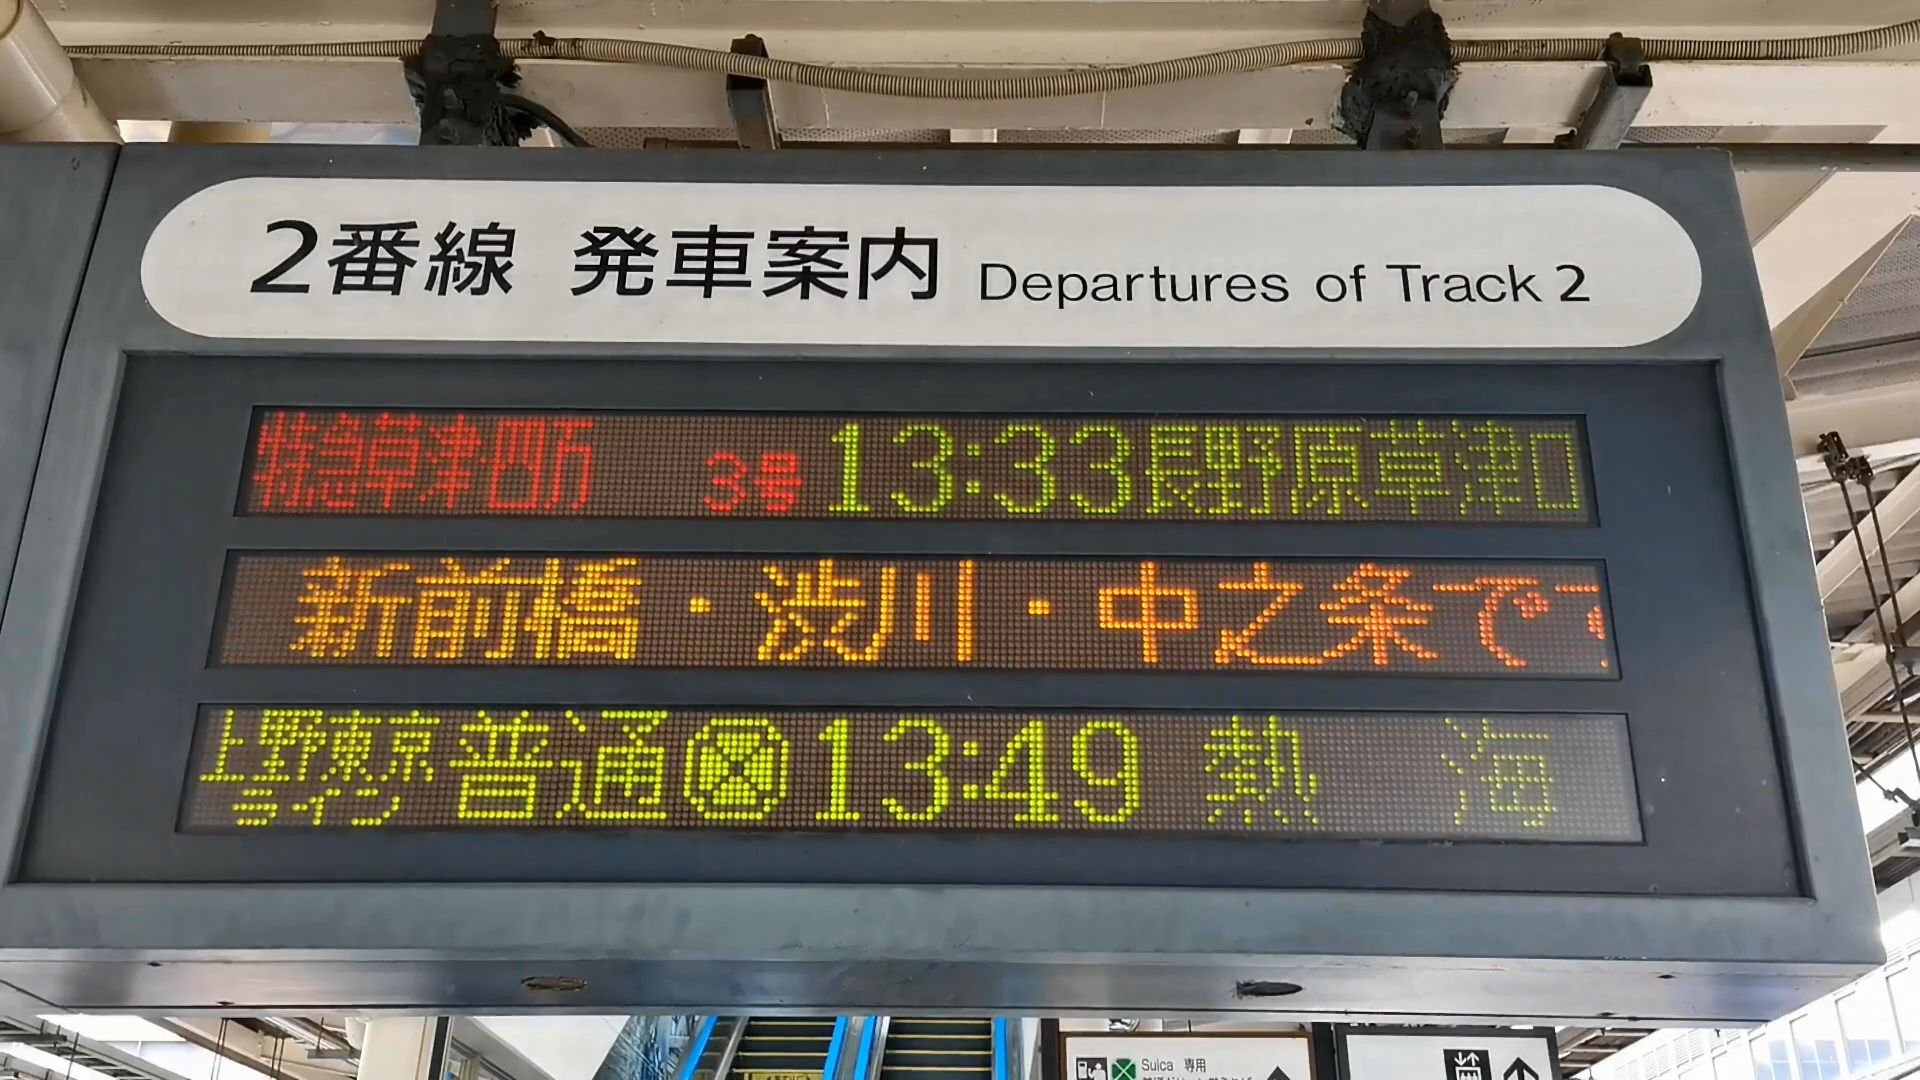 2番線 発車案内 Departures of Track 2
特急草津・四万 3号 13:33 長野原草津口
新前橋・渋川・中之条で
上野東京ライン 普通 13:49 熱海
Suica 専用